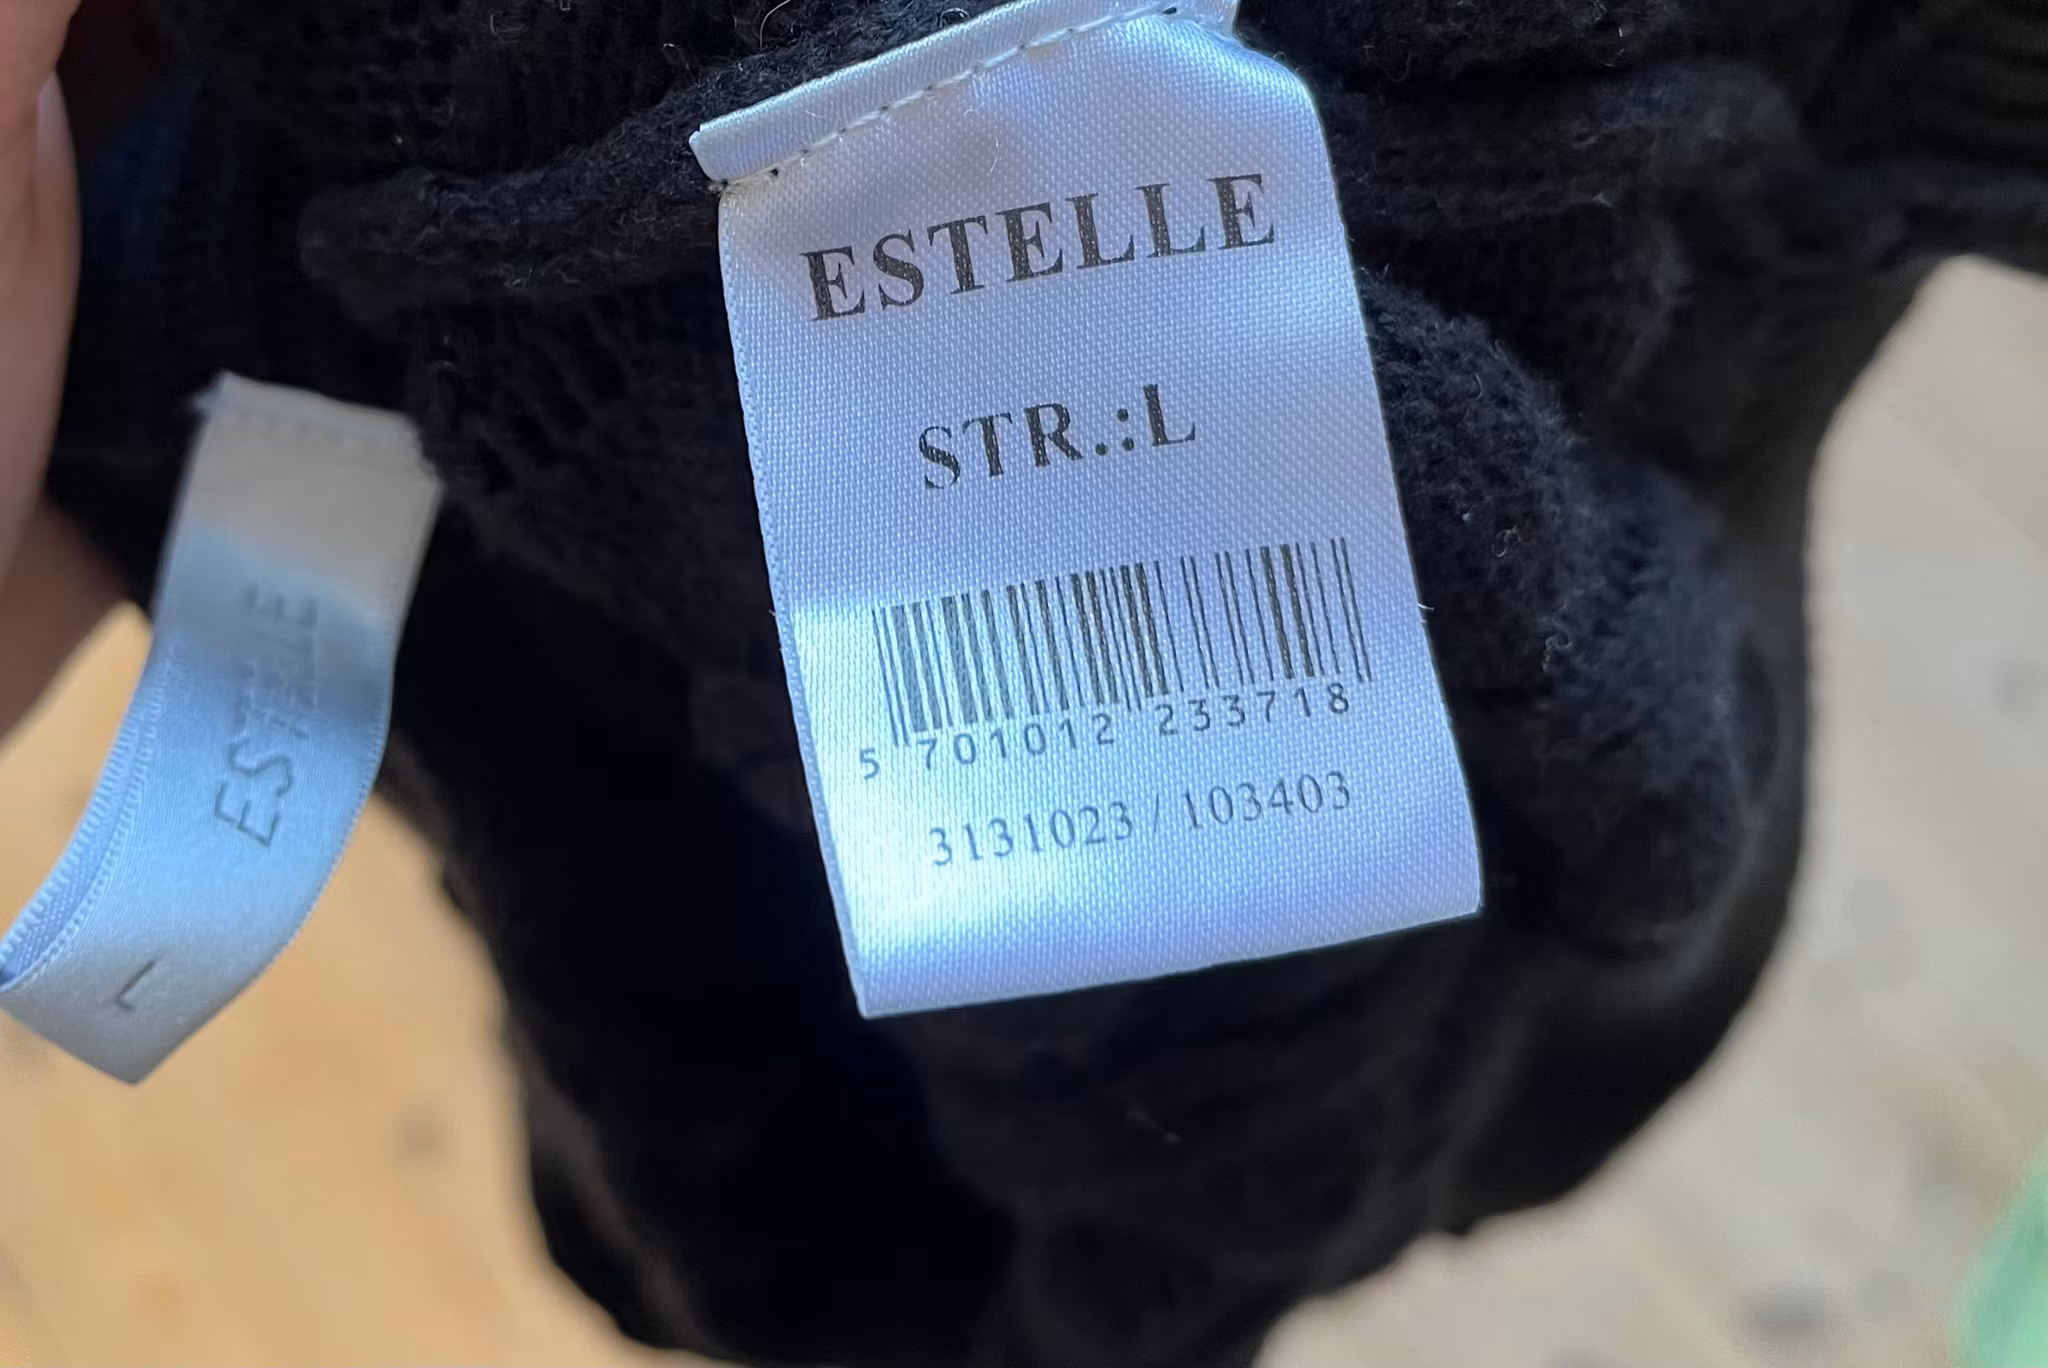 ESTELLE
STR.:L
5 701012 233718
3131023 / 103403
ESTELLE
L